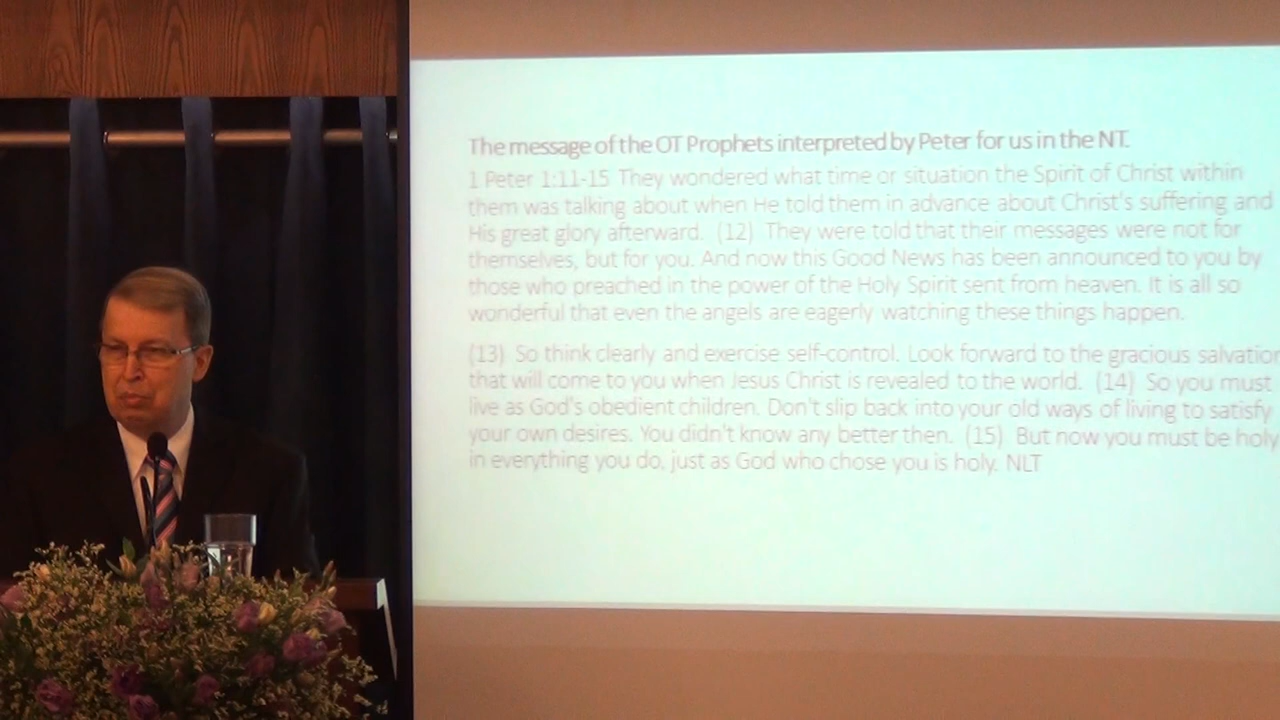 The message of the OT Prophets interpreted by Peter for us in the NT.
1 Peter 1:11-15 They wondered what time or situation the Spirit of Christ within
them was talking about when He told them in advance about Christ's suffering and
His great glory afterward. (12) They were told that their messages were not for
themselves, but for you. And now this Good News has been announced to you by
those who preached in the power of the Holy Spirit sent from heaven. It is all so
wonderful that even the angels are eagerly watching these things happen.
(13) So think clearly and exercise self-control. Look forward to the gracious salvation
that will come to you when Jesus Christ is revealed to the world. (14) So you must
live as God's obedient children. Don't slip back into your old ways of living to satisfy
your own desires. You didn't know any better then. (15) But now you must be holy
in everything you do, just as God who chose you is holy. NLT